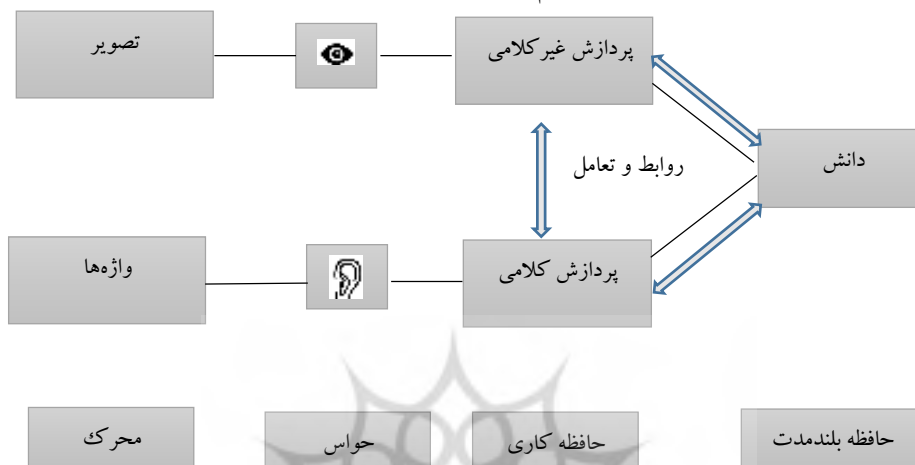 تصویر
پردازش غیرکلامی
دانش
روابط و تعامل
واژه‌ها
پردازش کلامی
محرک
حواس
حافظه کاری
حافظه بلندمدت